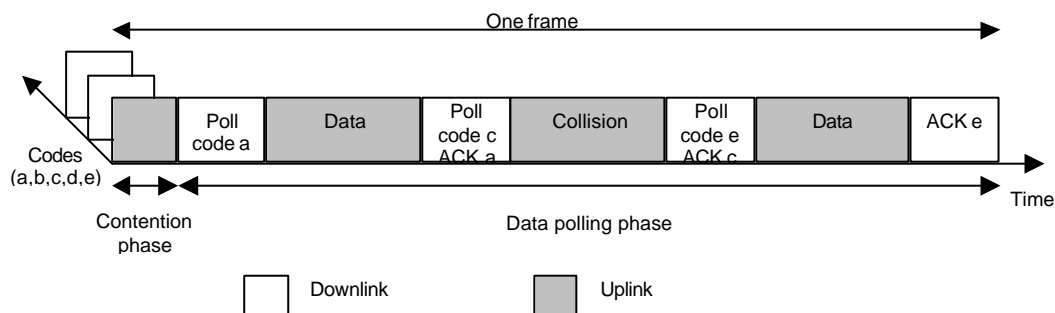 One frame
Poll
code a
Data
Poll
code c
ACK a
Collision
Poll
code e
ACK c
Data
ACK e
Codes
(a,b,c,d,e)
Time
Contention
phase
Data polling phase
Downlink
Uplink